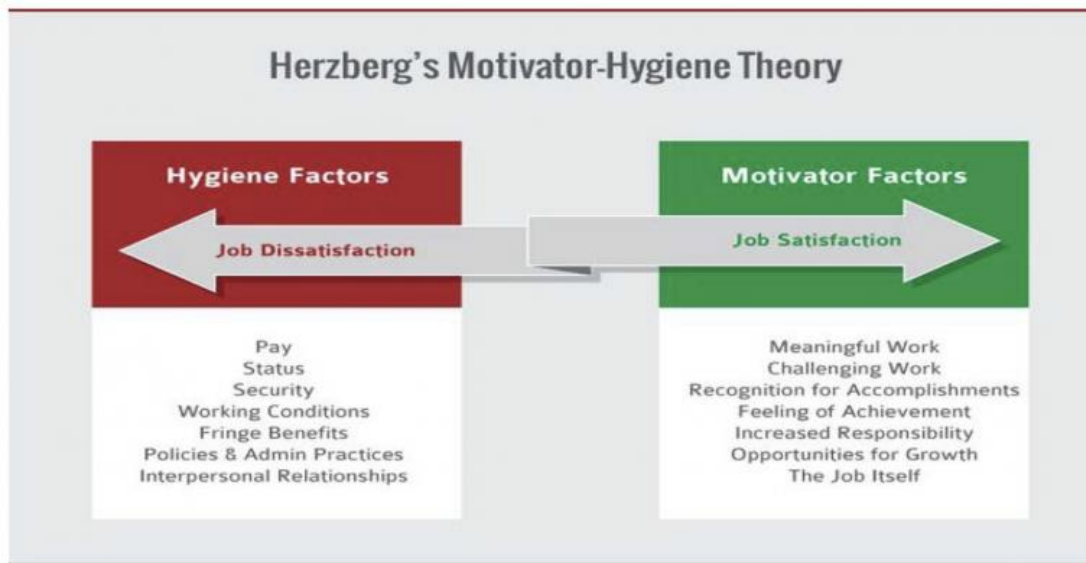 Herzberg's Motivator-Hygiene Theory
Hygiene Factors
Job Dissatisfaction
Pay
Status
Security
Working Conditions
Fringe Benefits
Policies & Admin Practices
Interpersonal Relationships
Motivator Factors
Job Satisfaction
Meaningful Work
Challenging Work
Recognition for Accomplishments
Feeling of Achievement
Increased Responsibility
Opportunities for Growth
The Job Itself